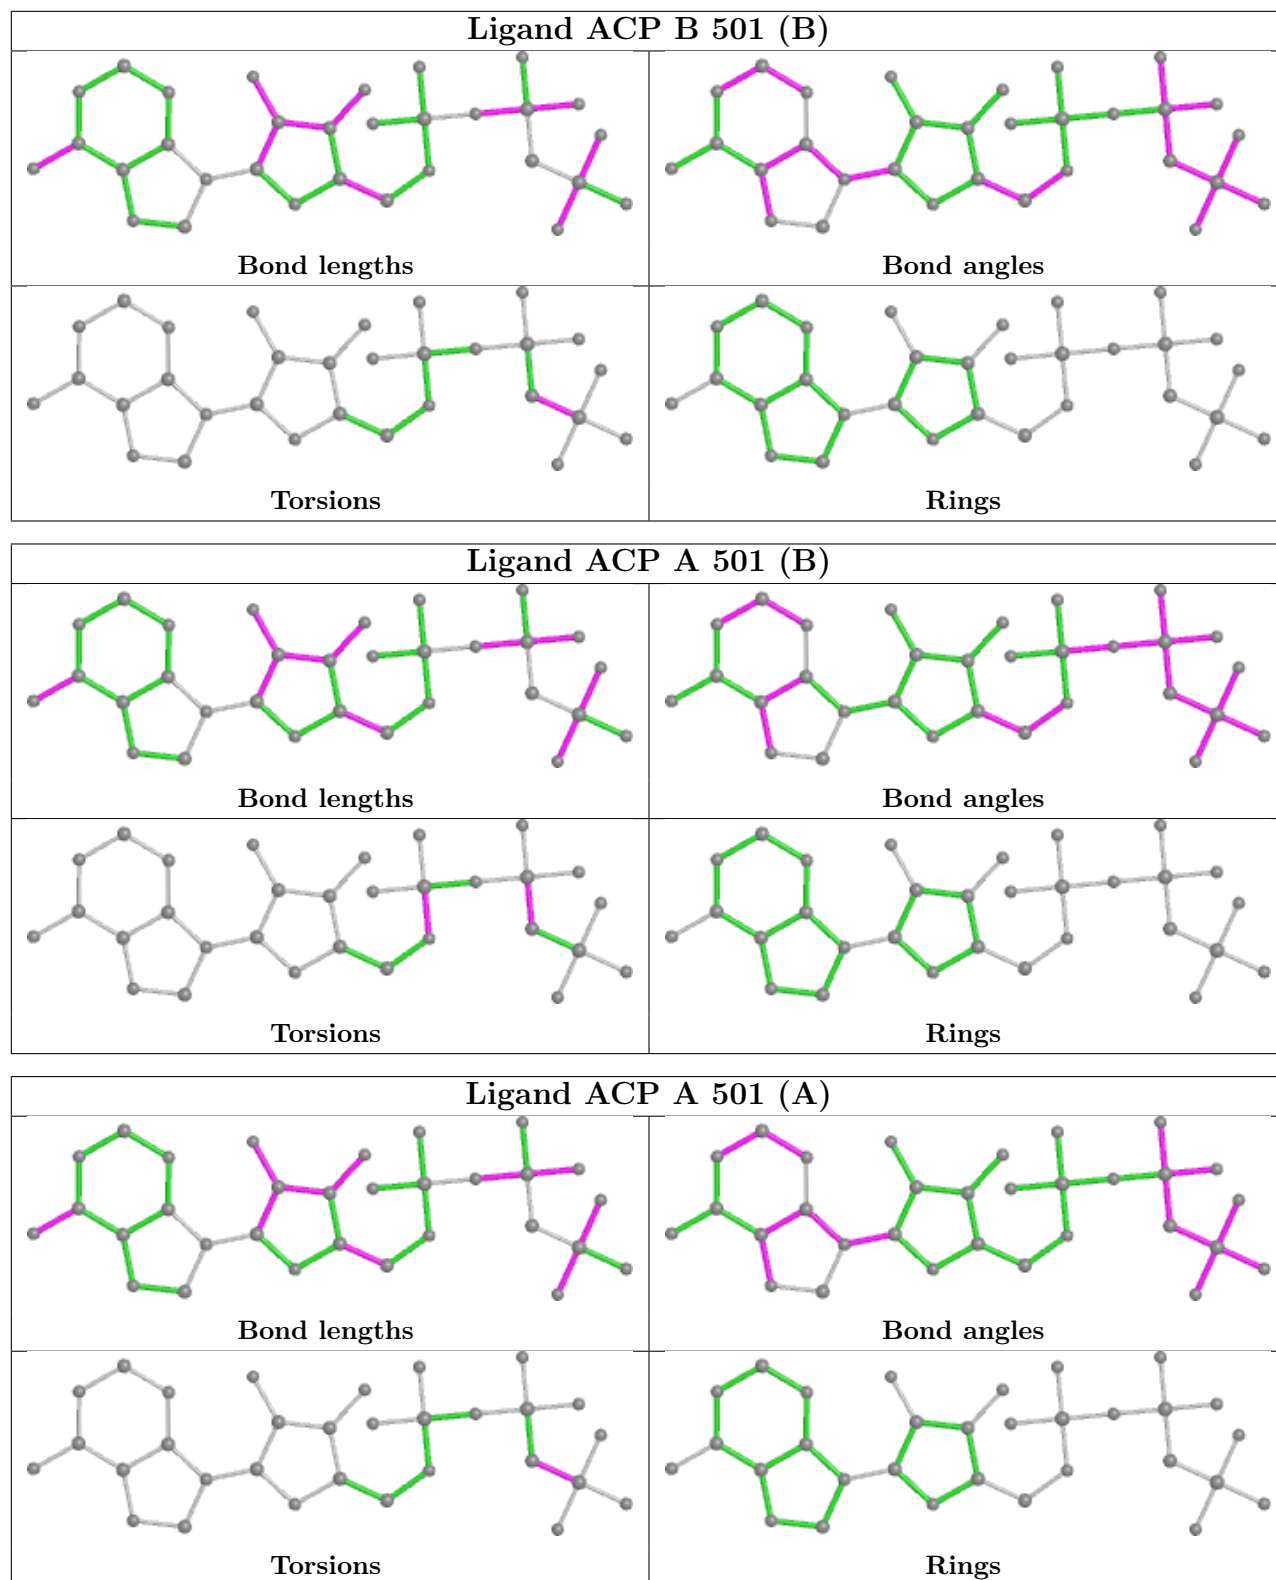 Ligand ACP B 501 (B)
Bond lengths
Bond angles
Torsions
Rings
Ligand ACP A 501 (B)
Bond lengths
Bond angles
Torsions
Rings
Ligand ACP A 501 (A)
Bond lengths
Bond angles
Torsions
Rings